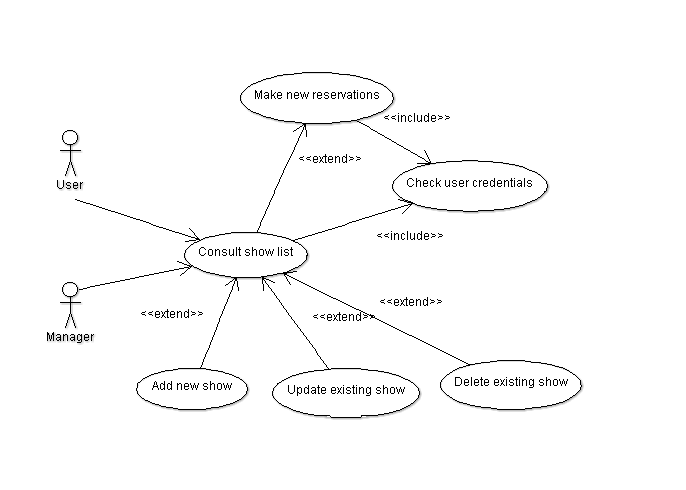 Make new reservations
<<include>>
<<extend>>
User
Check user credentials
<<include>>
Consult show list
Manager
<<extend>>
<<extend>>
<<extend>>
Add new show
Update existing show
Delete existing show